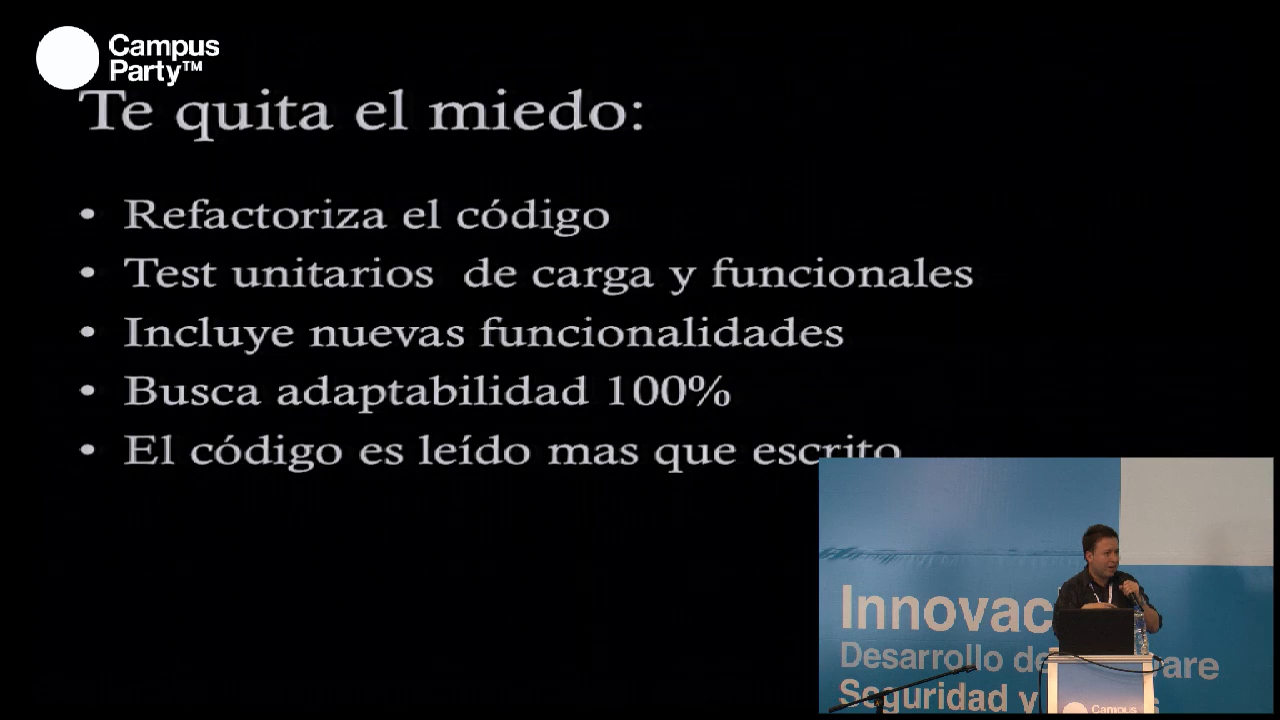 Campus
Party™
Te quita el miedo:
• Refactoriza el código
• Test unitarios de carga y funcionales
• Incluye nuevas funcionalidades
• Busca adaptabilidad 100%
• El código es leído mas que escrito
Innovac
Desarrollo de are
Seguridad y s
Campus